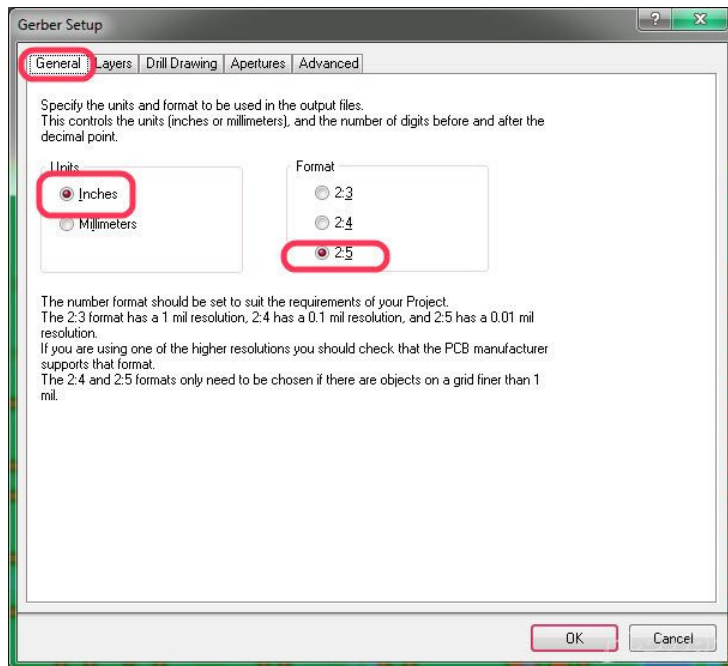 Gerber Setup
General Layers Drill Drawing Apertures Advanced
Specify the units and format to be used in the output files.
This controls the units (inches or millimeters), and the number of digits before and after the
decimal point.
Units
Inches
Millimeters
Format
2:3
2:4
2:5
The number format should be set to suit the requirements of your Project.
The 2:3 format has a 1 mil resolution, 2:4 has a 0.1 mil resolution, and 2:5 has a 0.01 mil
resolution.
If you are using one of the higher resolutions you should check that the PCB manufacturer
supports that format.
The 2:4 and 2:5 formats only need to be chosen if there are objects on a grid finer than 1
mil.
OK Cancel